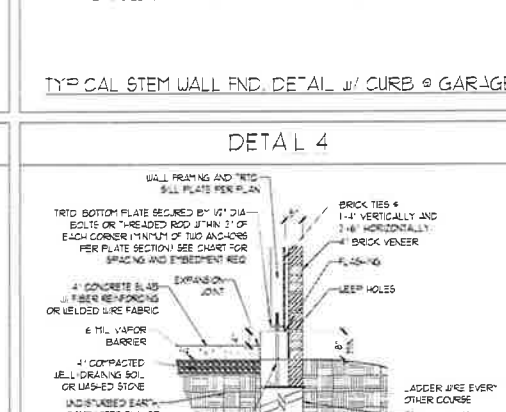 TYPICAL STEM WALL FND. DETAIL W/ CURB @ GARAGE
DETAIL 4
WALL FRAMING AND TRTD
SILL PLATE PER PLAN
TRTD BOTTOM PLATE SECURED BY 1/2" DIA
BOLTS OR THREADED ROD WITHIN 12" OF
EACH CORNER (MINIMUM OF TWO ANCHORS
PER PLATE SECTION) SEE CHART FOR
SPACING AND EMBEDMENT REQ
EXPANSION
JOINT
4" CONCRETE SLAB
W/ FIBER REINFORCING
OR WELDED WIRE FABRIC
6 MIL VAPOR
BARRIER
4" COMPACTED
WELL-DRAINING SOIL
OR WASHED STONE
UNDISTURBED EARTH
BRICK TIES @
1'-4" VERTICALLY AND
2'-6" HORIZONTALLY
4" BRICK VENEER
FLASHING
WEEP HOLES
8"
LADDER WIRE EVERY
OTHER COURSE